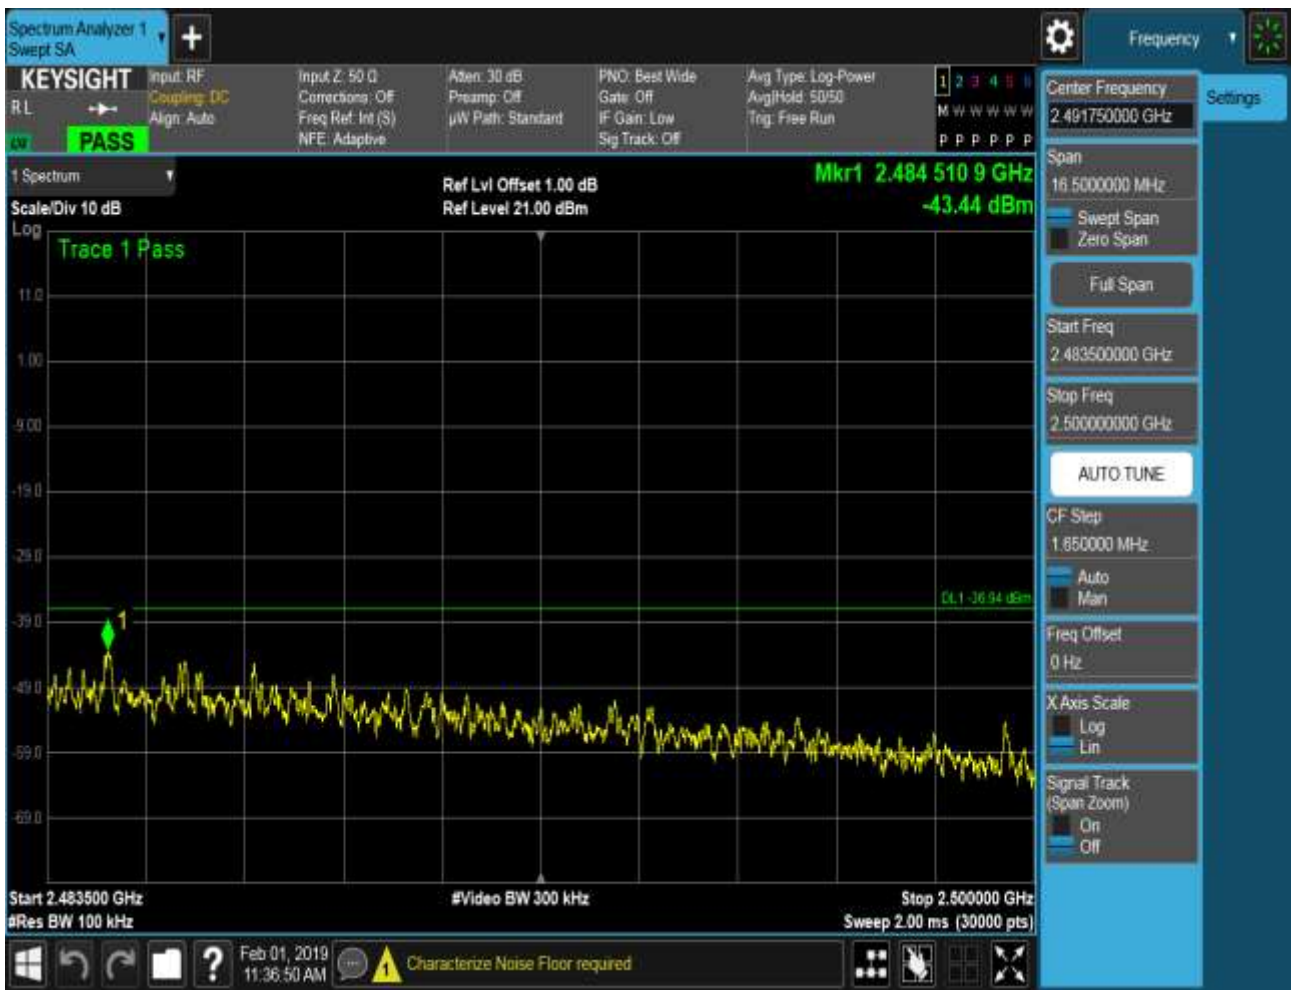 Spectrum Analyzer 1
Swept SA
+
Frequency
KEYSIGHT
Input: RF
Coupling: DC
Align: Auto
Input Z: 50 Ω
Corrections: Off
Freq Ref: Int (S)
NFE: Adaptive
Atten: 30 dB
Preamp: Off
µW Path: Standard
PNO: Best Wide
Gate: Off
IF Gain: Low
Sig Track: Off
Avg Type: Log-Power
Avg|Hold: 50/50
Trig: Free Run
1 2 3 4 5 6
M W W W W W
P P P P P P
R L
PASS
1 Spectrum
Scale/Div 10 dB
Ref Lvl Offset 1.00 dB
Ref Level 21.00 dBm
Mkr1 2.484 510 9 GHz
-43.44 dBm
Log
Trace 1 Pass
11.0
1.00
-9.00
-19.0
-29.0
-39.0
-49.0
-59.0
-69.0
DL1 -36.94 dBm
1
Start 2.483500 GHz
#Res BW 100 kHz
#Video BW 300 kHz
Stop 2.500000 GHz
Sweep 2.00 ms (30000 pts)
Center Frequency
2.491750000 GHz
Settings
Span
16.5000000 MHz
Swept Span
Zero Span
Full Span
Start Freq
2.483500000 GHz
Stop Freq
2.500000000 GHz
AUTO TUNE
CF Step
1.650000 MHz
Auto
Man
Freq Offset
0 Hz
X Axis Scale
Log
Lin
Signal Track
(Span Zoom)
On
Off
?
Feb 01, 2019
11:36:50 AM
1
Characterize Noise Floor required